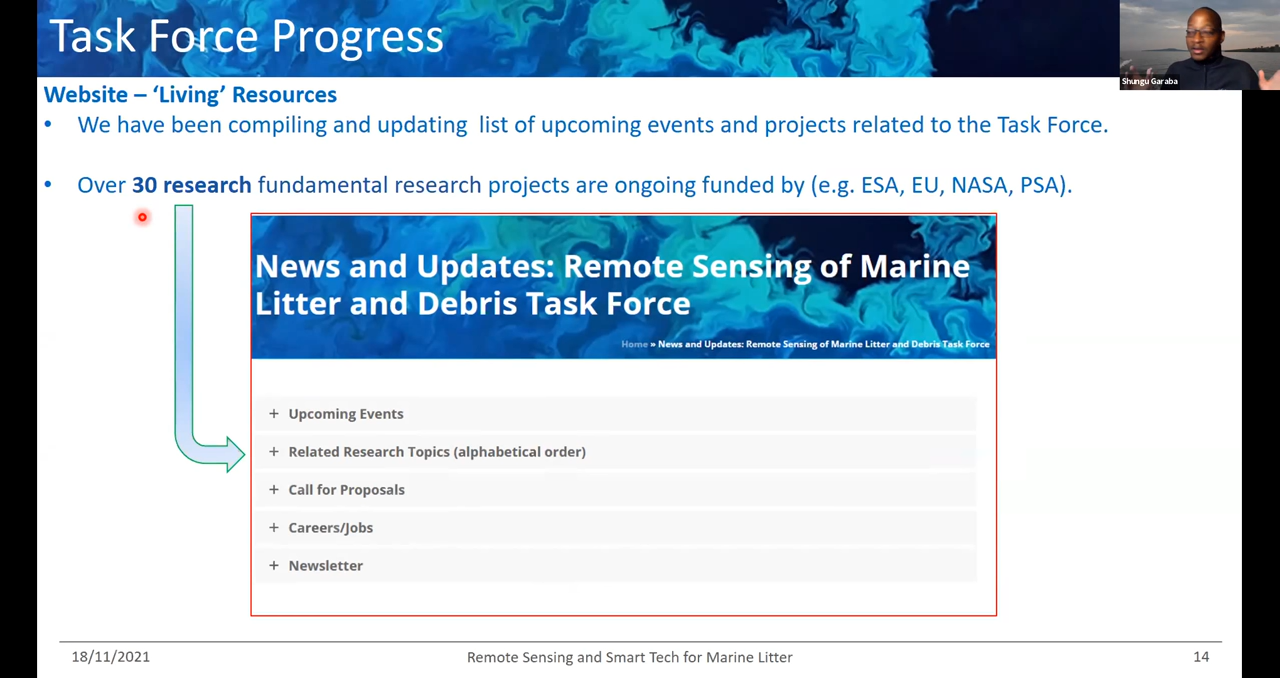 Task Force Progress
Shungu Garaba
Website – ‘Living’ Resources
• We have been compiling and updating list of upcoming events and projects related to the Task Force.
• Over 30 research fundamental research projects are ongoing funded by (e.g. ESA, EU, NASA, PSA).
News and Updates: Remote Sensing of Marine
Litter and Debris Task Force
Home » News and Updates: Remote Sensing of Marine Litter and Debris Task Force
+ Upcoming Events
+ Related Research Topics (alphabetical order)
+ Call for Proposals
+ Careers/Jobs
+ Newsletter
18/11/2021 Remote Sensing and Smart Tech for Marine Litter 14